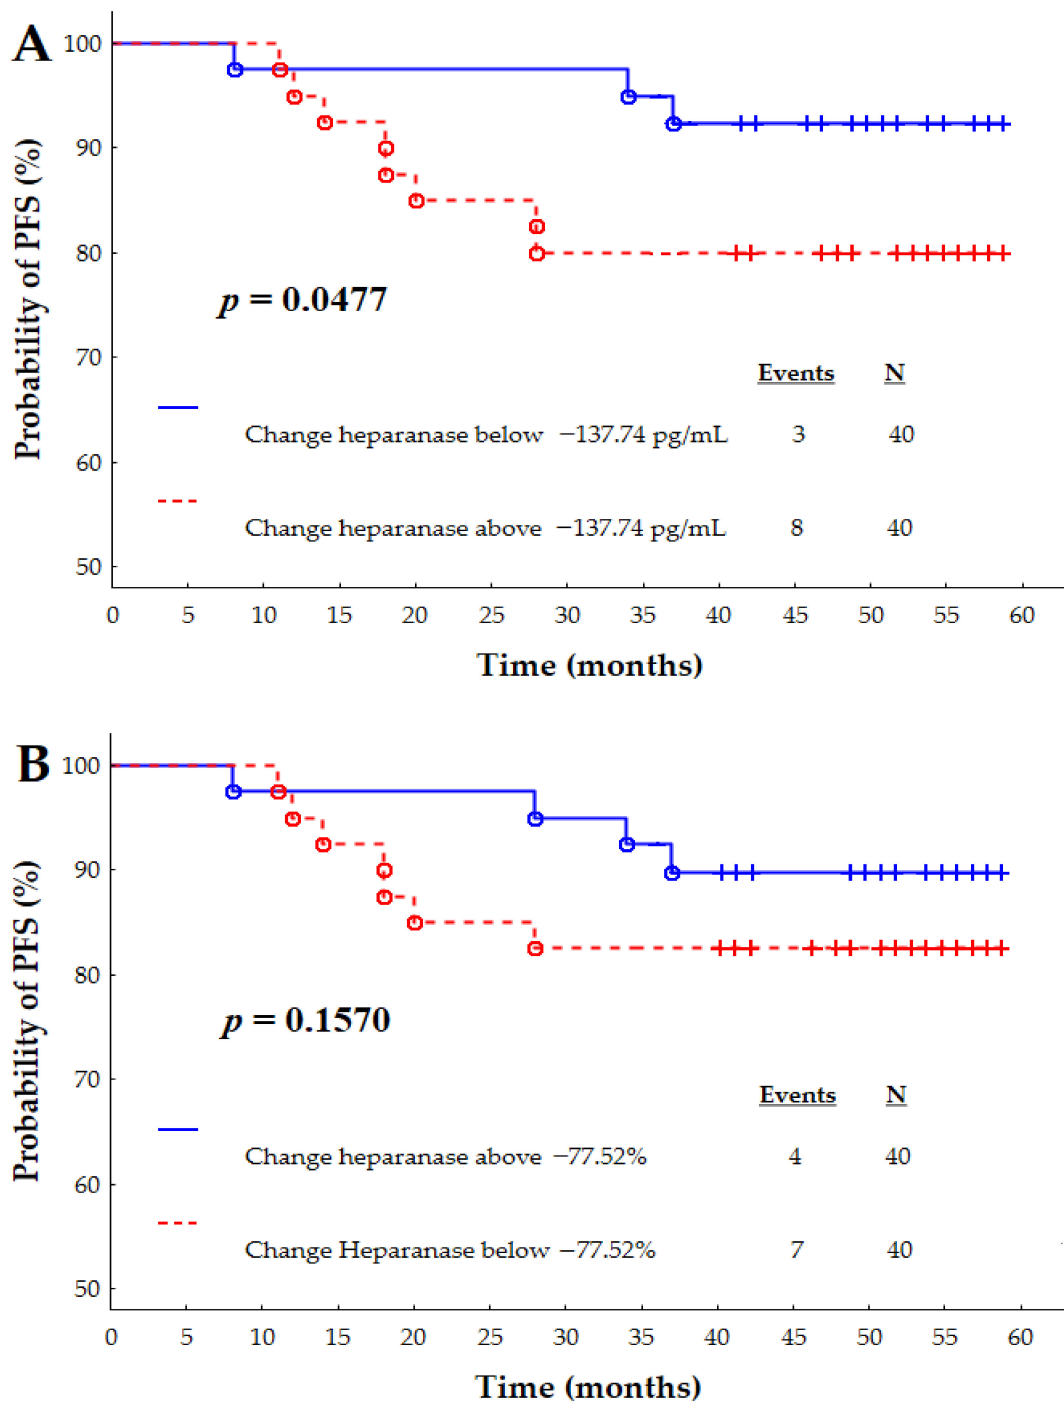 A
Probability of PFS (%)
100
90
80
70
60
50
p = 0.0477
Events N
Change heparanase below −137.74 pg/mL 3 40
Change heparanase above −137.74 pg/mL 8 40
0 5 10 15 20 25 30 35 40 45 50 55 60
Time (months)
B
Probability of PFS (%)
100
90
80
70
60
50
p = 0.1570
Events N
Change heparanase above −77.52% 4 40
Change Heparanase below −77.52% 7 40
0 5 10 15 20 25 30 35 40 45 50 55 60
Time (months)